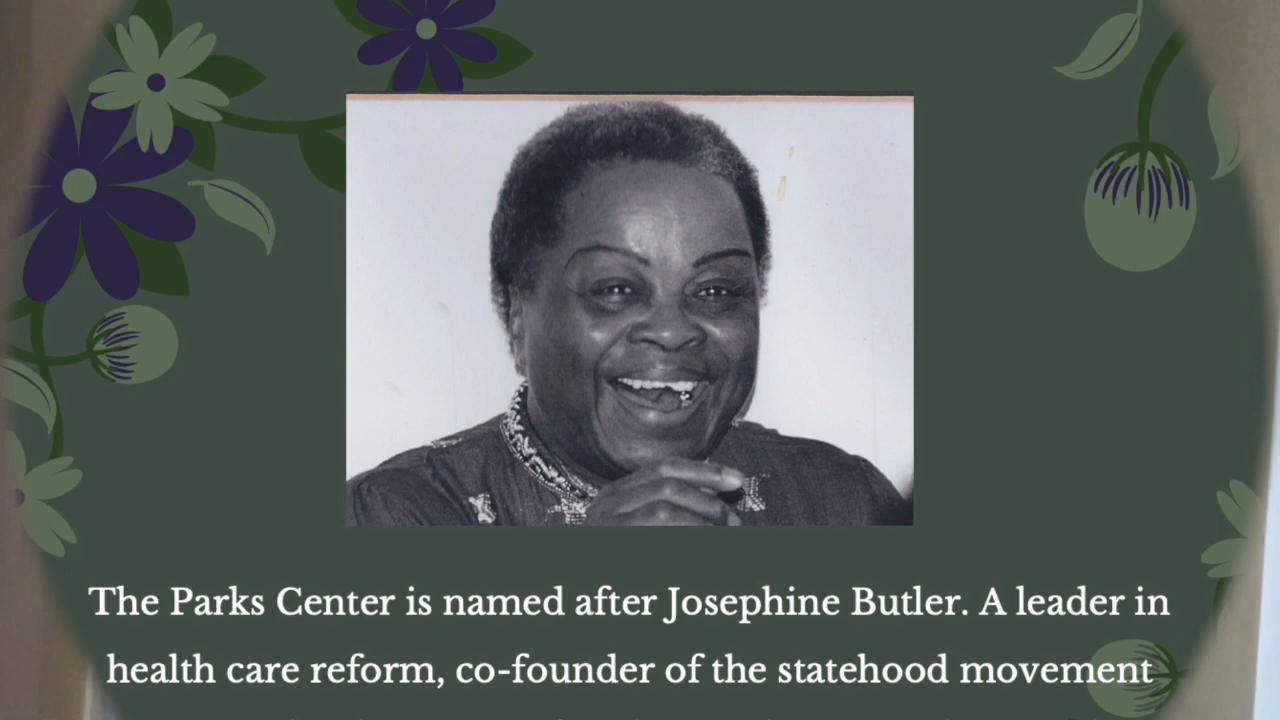 The Parks Center is named after Josephine Butler. A leader in
health care reform, co-founder of the statehood movement